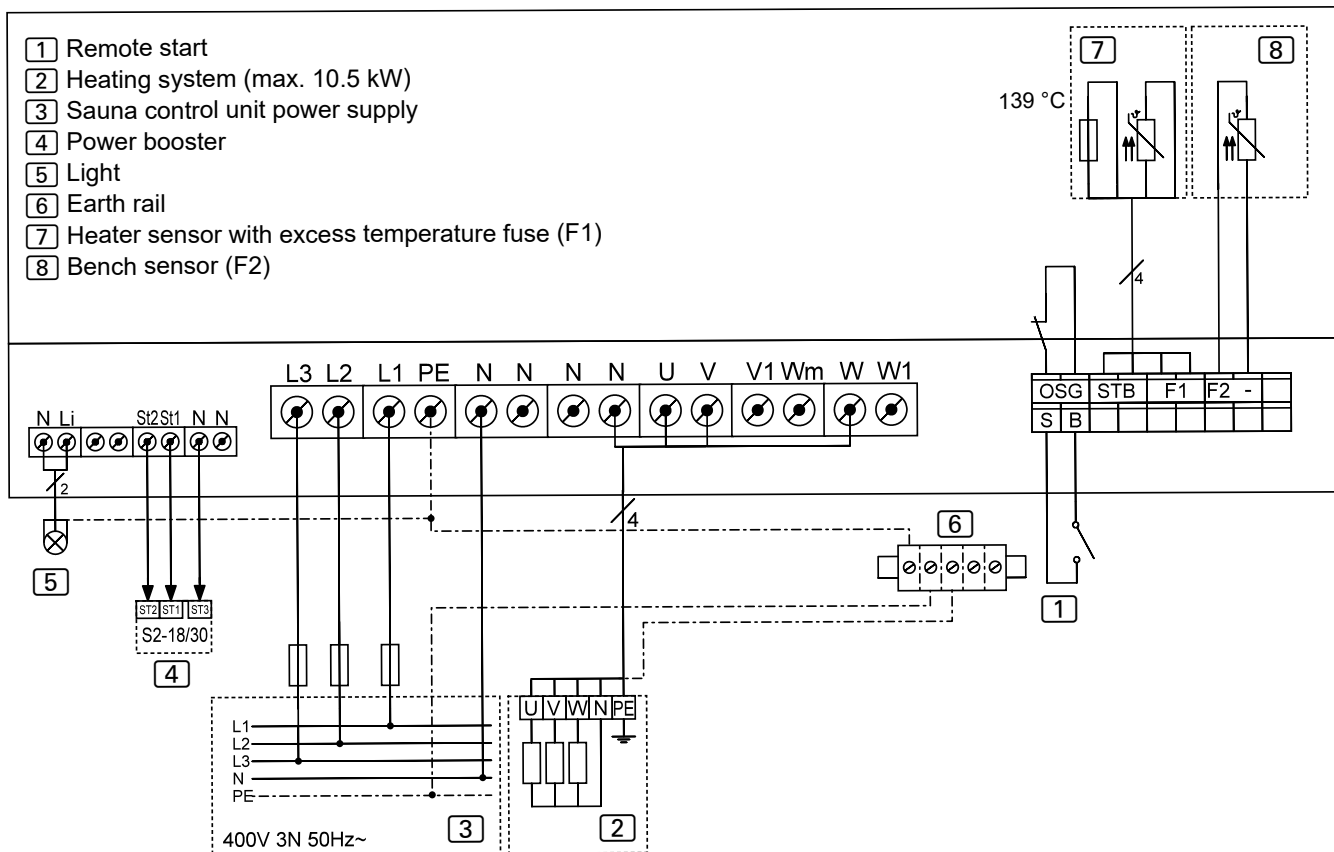 1 Remote start
2 Heating system (max. 10.5 kW)
3 Sauna control unit power supply
4 Power booster
5 Light
6 Earth rail
7 Heater sensor with excess temperature fuse (F1)
8 Bench sensor (F2)
7
8
139 °C
4
L3 L2 L1 PE N N N N U V V1 Wm W W1
OSG STB F1 F2 -
S B
N Li St2 St1 N N
2
4
6
5
1
ST2 ST1 ST3
S2-18/30
4
U V W N PE
L1
L2
L3
N
PE
400V 3N 50Hz~
3
2